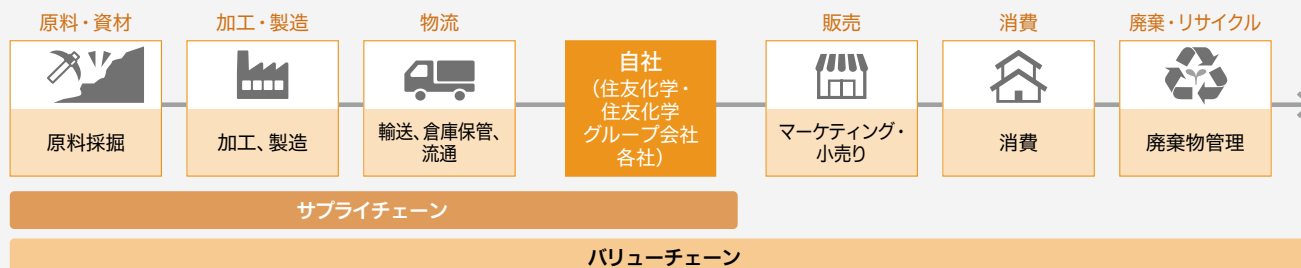 原料・資材
加工・製造
物流
販売
消費
廃棄・リサイクル
原料採掘
加工、製造
輸送、倉庫保管、
流通
自社
（住友化学・
住友化学
グループ会社
各社）
マーケティング・
小売り
消費
廃棄物管理
サプライチェーン
バリューチェーン